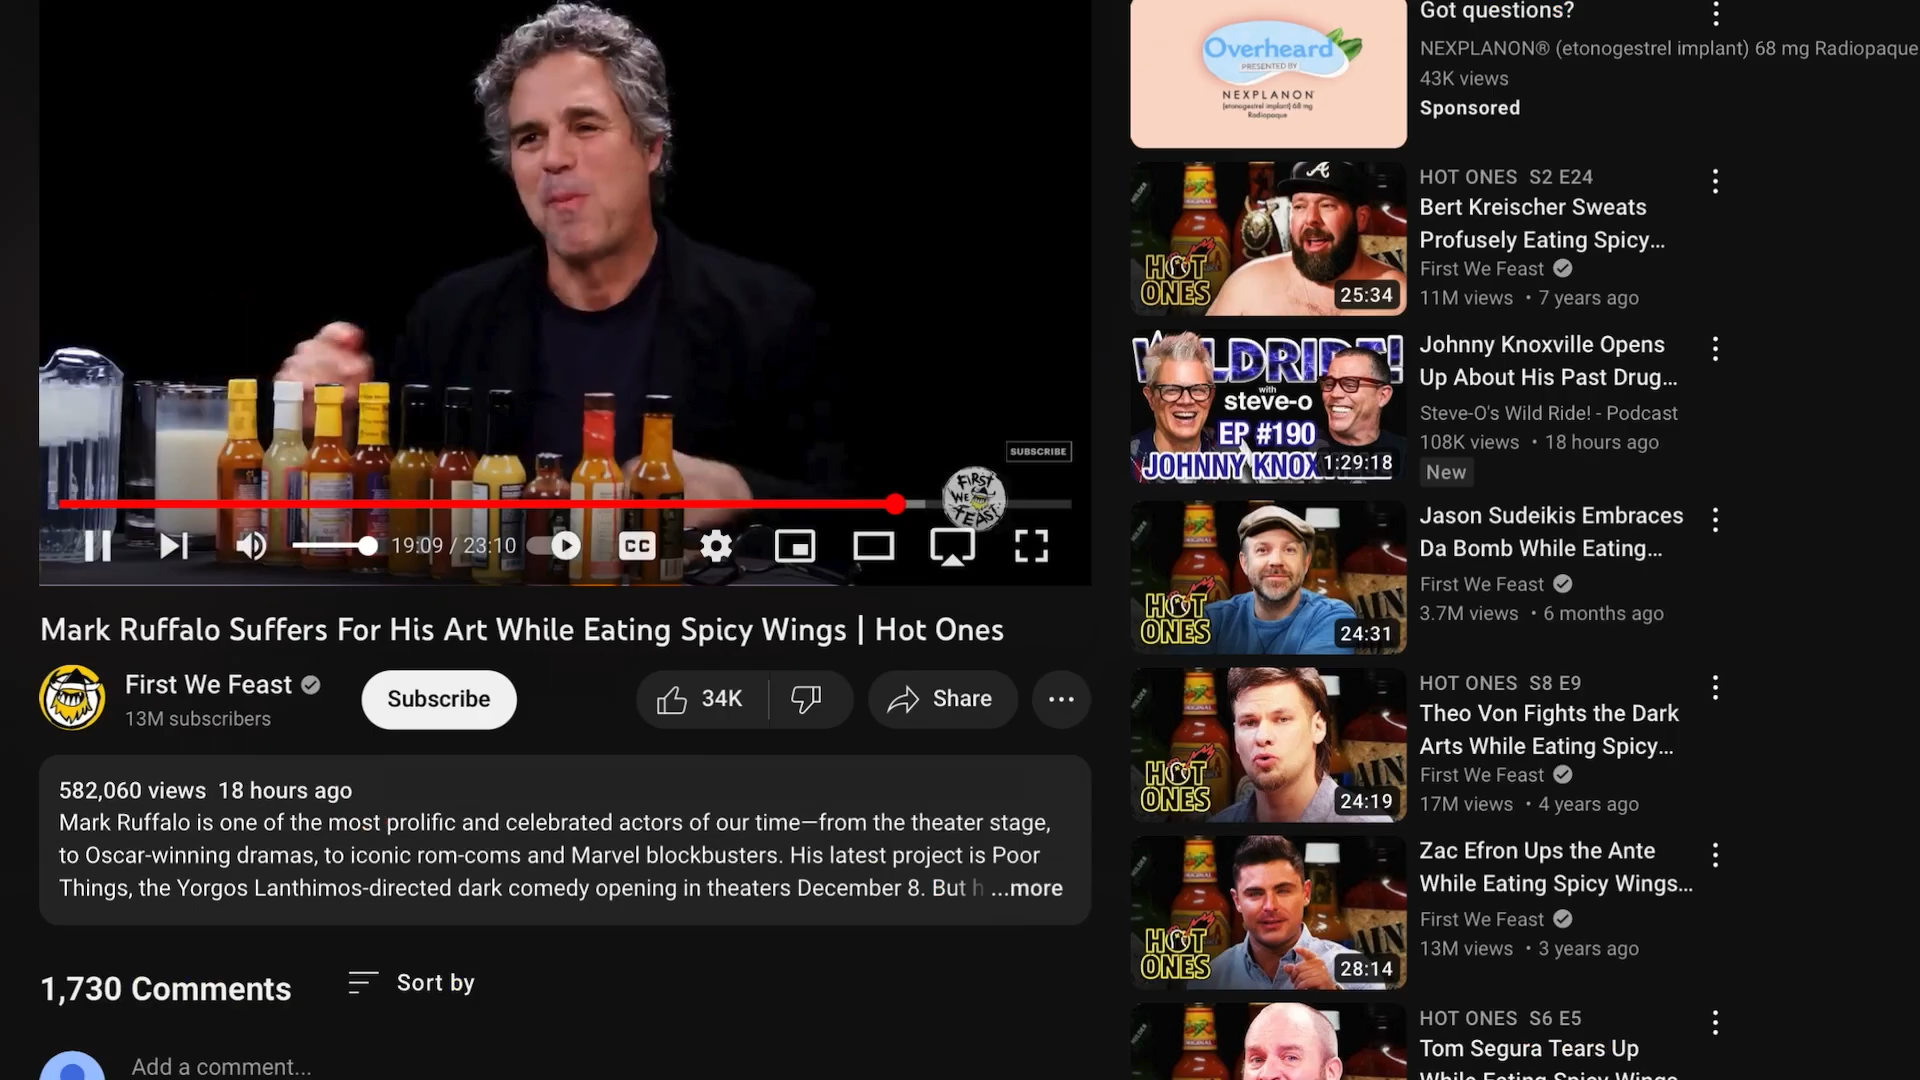 SUBSCRIBE
FIRST
WE
FEAST
19:09 / 23:10
CC
Mark Ruffalo Suffers For His Art While Eating Spicy Wings | Hot Ones
First We Feast
13M subscribers
Subscribe
34K
Share
582,060 views 18 hours ago
Mark Ruffalo is one of the most prolific and celebrated actors of our time—from the theater stage,
to Oscar-winning dramas, to iconic rom-coms and Marvel blockbusters. His latest project is Poor
Things, the Yorgos Lanthimos-directed dark comedy opening in theaters December 8. But h ...more
1,730 Comments
Sort by
Add a comment...
Overheard
PRESENTED BY
NEXPLANON
(etonogestrel implant) 68 mg
Radiopaque
Got questions?
NEXPLANON® (etonogestrel implant) 68 mg Radiopaque
43K views
Sponsored
HOT
ONES
25:34
HOT ONES S2 E24
Bert Kreischer Sweats
Profusely Eating Spicy...
First We Feast
11M views • 7 years ago
WILDRIDE!
with
steve-o
EP #190
JOHNNY KNOX
1:29:18
Johnny Knoxville Opens
Up About His Past Drug...
Steve-O's Wild Ride! - Podcast
108K views • 18 hours ago
New
HOT
ONES
24:31
Jason Sudeikis Embraces
Da Bomb While Eating...
First We Feast
3.7M views • 6 months ago
HOT
ONES
24:19
HOT ONES S8 E9
Theo Von Fights the Dark
Arts While Eating Spicy...
First We Feast
17M views • 4 years ago
HOT
ONES
28:14
Zac Efron Ups the Ante
While Eating Spicy Wings...
First We Feast
13M views • 3 years ago
HOT ONES S6 E5
Tom Segura Tears Up
While Eating Spicy Wings